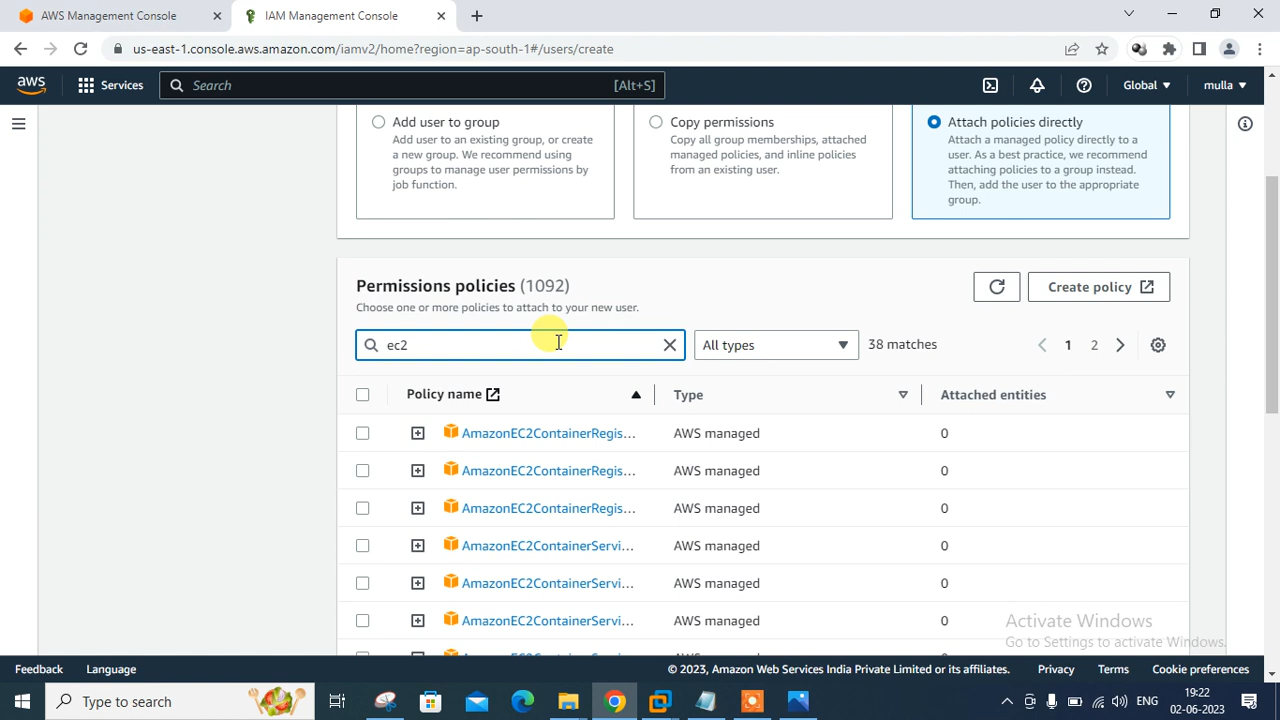 AWS Management Console
IAM Management Console
us-east-1.console.aws.amazon.com/iamv2/home?region=ap-south-1#/users/create
aws
Services
Search
[Alt+S]
Global
mulla
Add user to group
Add user to an existing group, or create
a new group. We recommend using
groups to manage user permissions by
job function.
Copy permissions
Copy all group memberships, attached
managed policies, and inline policies
from an existing user.
Attach policies directly
Attach a managed policy directly to a
user. As a best practice, we recommend
attaching policies to a group instead.
Then, add the user to the appropriate
group.
Permissions policies (1092)
Choose one or more policies to attach to your new user.
Create policy
ec2
All types
38 matches
1
2
Policy name
Type
Attached entities
AmazonEC2ContainerRegis... AWS managed 0
AmazonEC2ContainerRegis... AWS managed 0
AmazonEC2ContainerRegis... AWS managed 0
AmazonEC2ContainerServi... AWS managed 0
AmazonEC2ContainerServi... AWS managed 0
AmazonEC2ContainerServi... AWS managed 0
Activate Windows
Go to Settings to activate Windows.
Feedback
Language
© 2023, Amazon Web Services India Private Limited or its affiliates.
Privacy
Terms
Cookie preferences
Type to search
ENG
19:22
02-06-2023